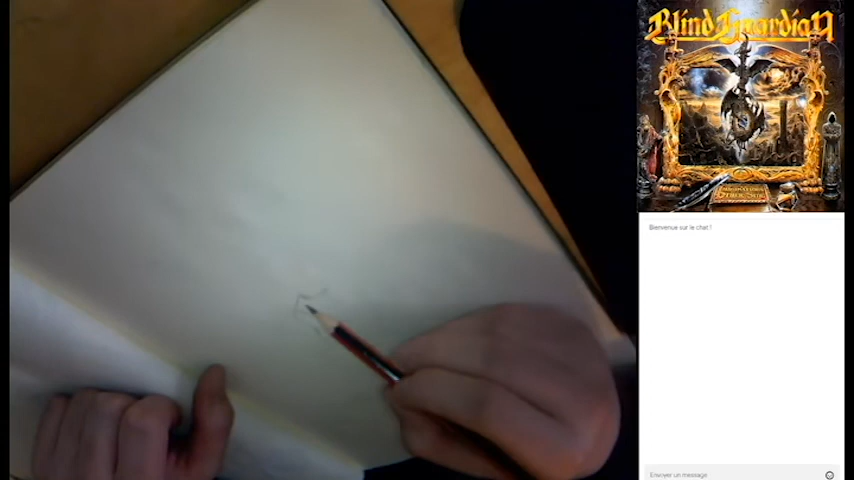 Blind Guardian
Bienvenue sur le chat !
Envoyer un message